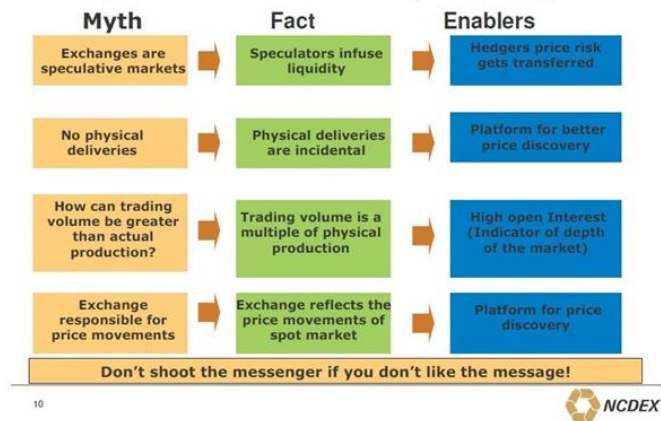 Myth Fact Enablers
Exchanges are
speculative markets
Speculators infuse
liquidity
Hedgers price risk
gets transferred
No physical
deliveries
Physical deliveries
are incidental
Platform for better
price discovery
How can trading
volume be greater
than actual
production?
Trading volume is a
multiple of physical
production
High open Interest
(Indicator of depth
of the market)
Exchange
responsible for
price movements
Exchange reflects the
price movements of
spot market
Platform for price
discovery
Don't shoot the messenger if you don't like the message!
10
NCDEX